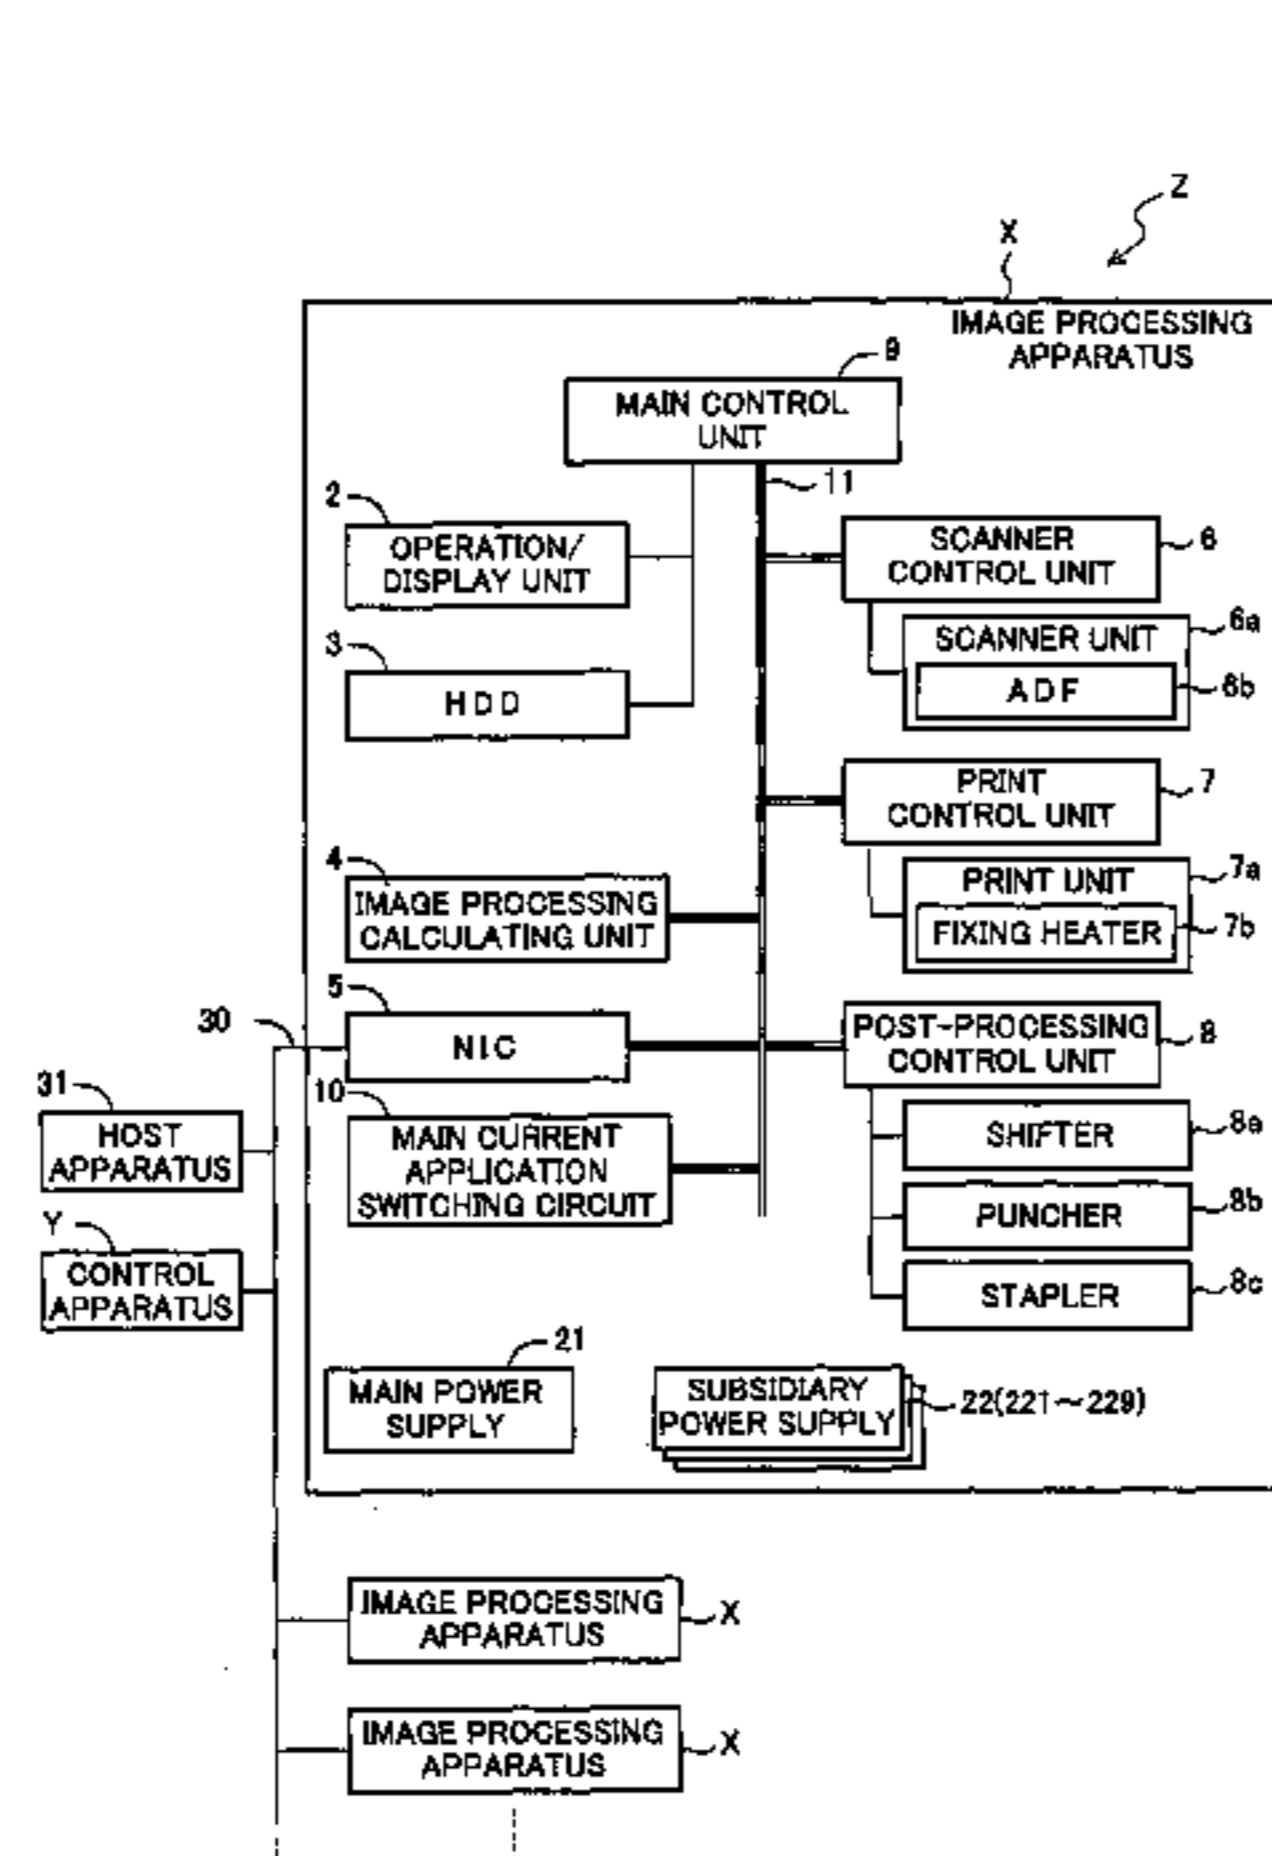 Z
X
IMAGE PROCESSING
APPARATUS
9
MAIN CONTROL
UNIT
11
2
OPERATION/
DISPLAY UNIT
SCANNER
CONTROL UNIT
6
3
HDD
SCANNER UNIT
6a
ADF
6b
PRINT
CONTROL UNIT
7
4
IMAGE PROCESSING
CALCULATING UNIT
PRINT UNIT
7a
FIXING HEATER
7b
5
NIC
30
POST-PROCESSING
CONTROL UNIT
8
31
HOST
APPARATUS
10
MAIN CURRENT
APPLICATION
SWITCHING CIRCUIT
SHIFTER
8a
PUNCHER
8b
STAPLER
8c
Y
CONTROL
APPARATUS
21
MAIN POWER
SUPPLY
SUBSIDIARY
POWER SUPPLY
22(221~229)
IMAGE PROCESSING
APPARATUS
X
IMAGE PROCESSING
APPARATUS
X